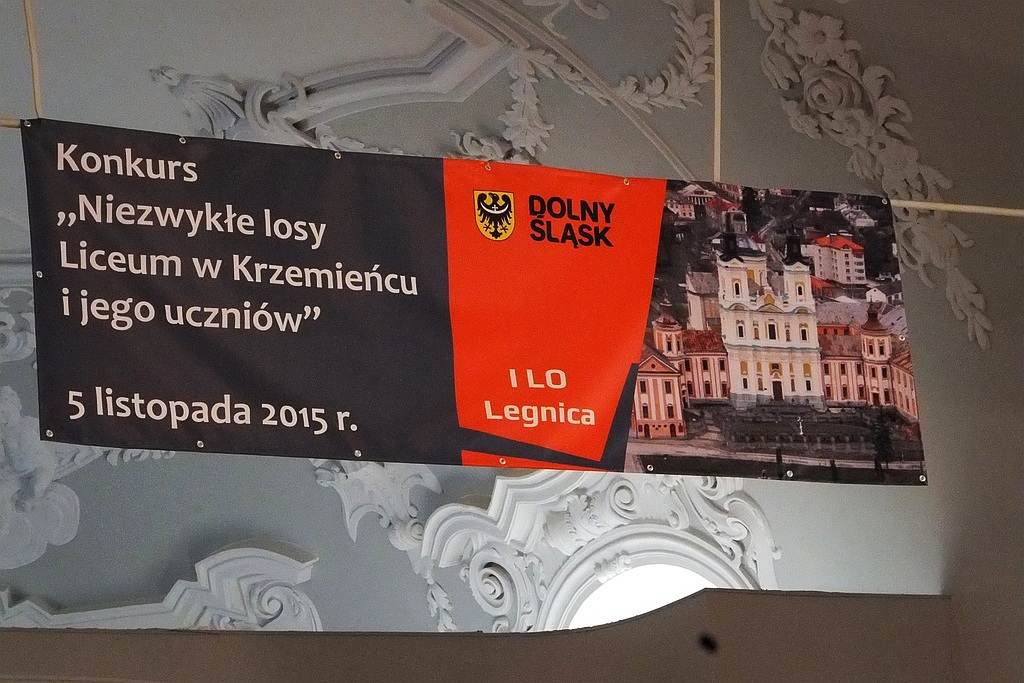 Konkurs
„Niezwykłe losy
Liceum w Krzemieńcu
i jego uczniów”
5 listopada 2015 r.
DOLNY
ŚLĄSK
I LO
Legnica